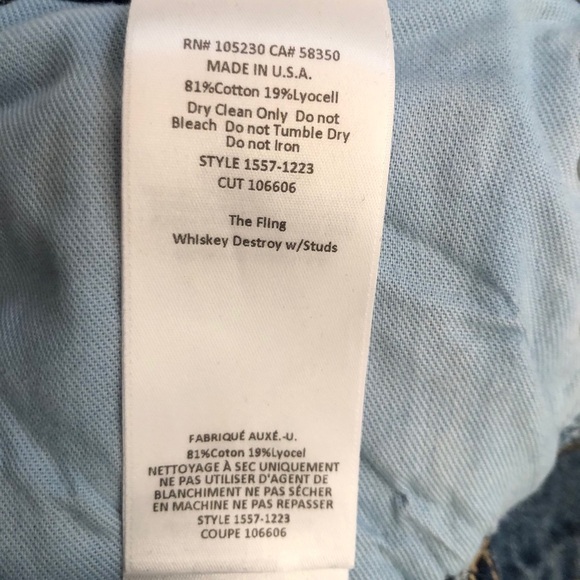 RN# 105230 CA# 58350
MADE IN U.S.A.
81%Cotton 19%Lyocell
Dry Clean Only Do not
Bleach Do not Tumble Dry
Do not Iron
STYLE 1557-1223
CUT 106606
The Fling
Whiskey Destroy w/Studs
FABRIQUÉ AUXÉ.-U.
81%Coton 19%Lyocel
NETTOYAGE À SEC UNIQUEMENT
NE PAS UTILISER D'AGENT DE
BLANCHIMENT NE PAS SÉCHER
EN MACHINE NE PAS REPASSER
STYLE 1557-1223
COUPE 106606